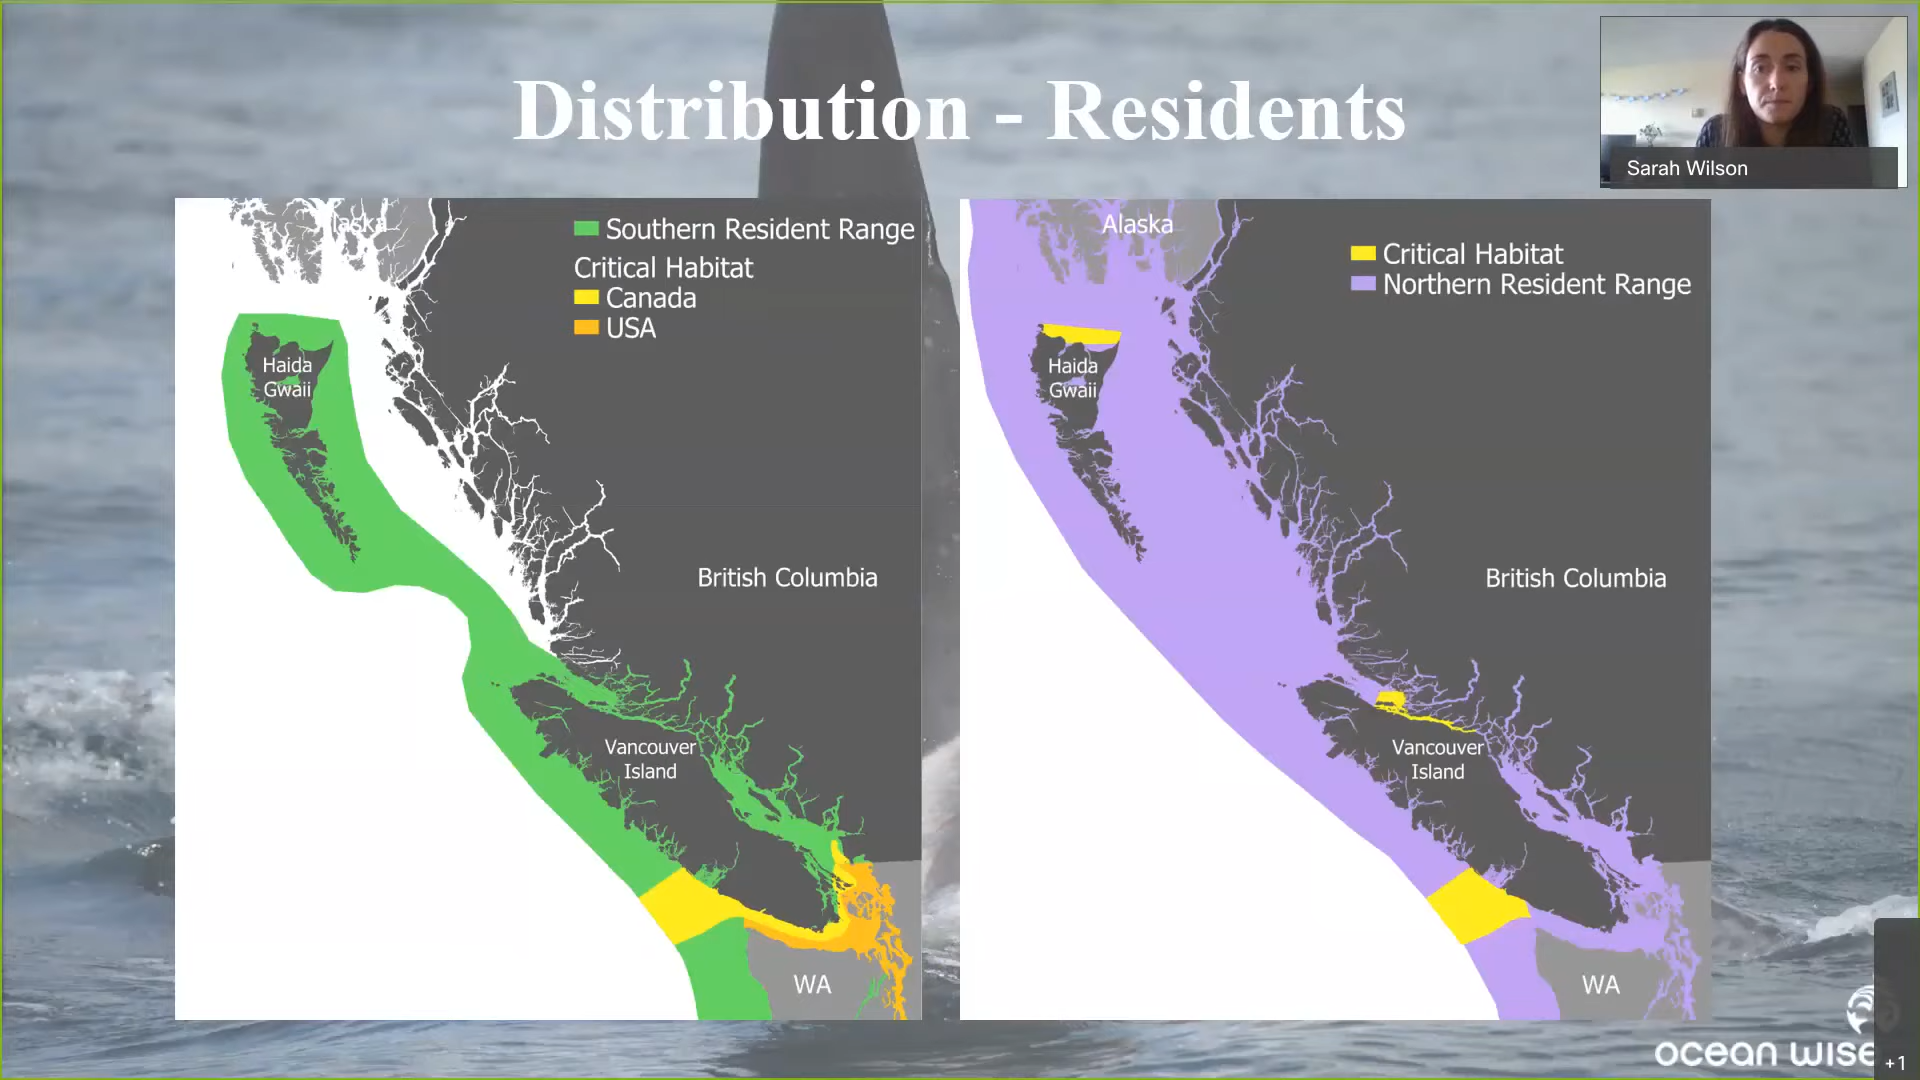 Distribution - Residents
Sarah Wilson
Alaska
Southern Resident Range
Critical Habitat
Canada
USA
Haida
Gwaii
British Columbia
Vancouver
Island
WA
Alaska
Critical Habitat
Northern Resident Range
Haida
Gwaii
British Columbia
Vancouver
Island
WA
ocean wise
+1